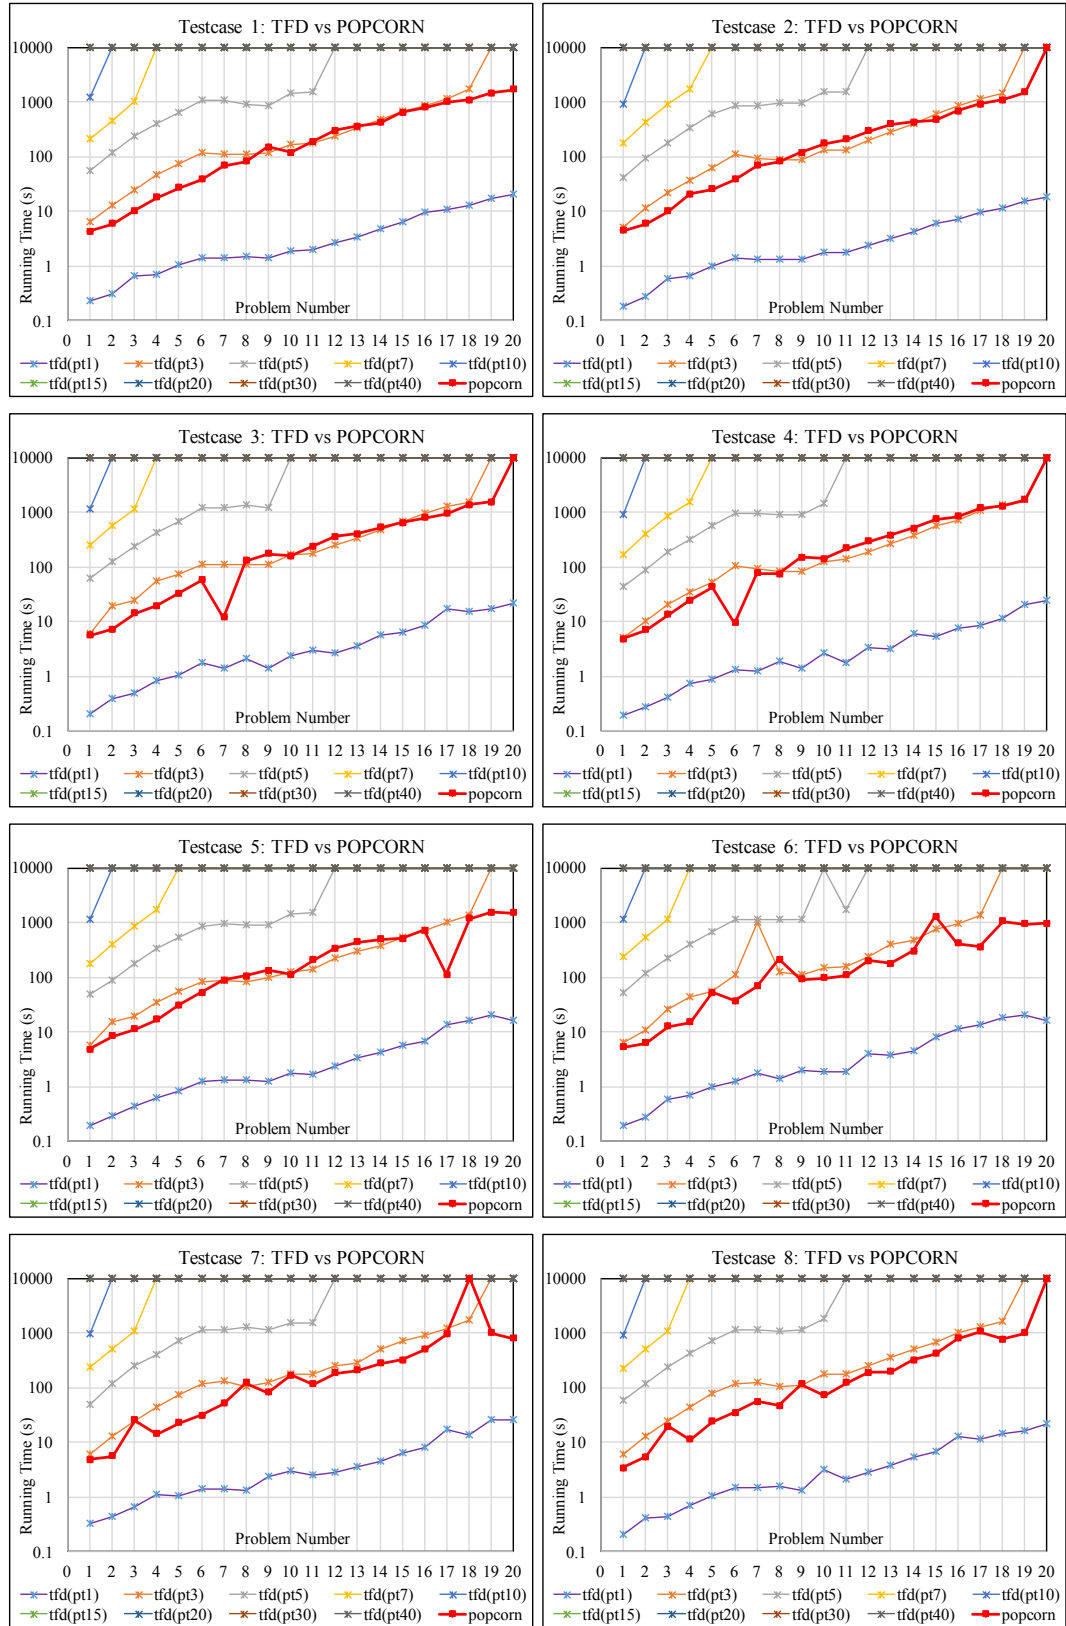 Testcase 1: TFD vs POPCORN
10000
1000
100
10
1
0.1
Running Time (s)
Problem Number
0 1 2 3 4 5 6 7 8 9 10 11 12 13 14 15 16 17 18 19 20
tfd(pt1) tfd(pt3) tfd(pt5) tfd(pt7) tfd(pt10)
tfd(pt15) tfd(pt20) tfd(pt30) tfd(pt40) popcorn
Testcase 2: TFD vs POPCORN
10000
1000
100
10
1
0.1
Running Time (s)
Problem Number
0 1 2 3 4 5 6 7 8 9 10 11 12 13 14 15 16 17 18 19 20
tfd(pt1) tfd(pt3) tfd(pt5) tfd(pt7) tfd(pt10)
tfd(pt15) tfd(pt20) tfd(pt30) tfd(pt40) popcorn
Testcase 3: TFD vs POPCORN
10000
1000
100
10
1
0.1
Running Time (s)
Problem Number
0 1 2 3 4 5 6 7 8 9 10 11 12 13 14 15 16 17 18 19 20
tfd(pt1) tfd(pt3) tfd(pt5) tfd(pt7) tfd(pt10)
tfd(pt15) tfd(pt20) tfd(pt30) tfd(pt40) popcorn
Testcase 4: TFD vs POPCORN
10000
1000
100
10
1
0.1
Running Time (s)
Problem Number
0 1 2 3 4 5 6 7 8 9 10 11 12 13 14 15 16 17 18 19 20
tfd(pt1) tfd(pt3) tfd(pt5) tfd(pt7) tfd(pt10)
tfd(pt15) tfd(pt20) tfd(pt30) tfd(pt40) popcorn
Testcase 5: TFD vs POPCORN
10000
1000
100
10
1
0.1
Running Time (s)
Problem Number
0 1 2 3 4 5 6 7 8 9 10 11 12 13 14 15 16 17 18 19 20
tfd(pt1) tfd(pt3) tfd(pt5) tfd(pt7) tfd(pt10)
tfd(pt15) tfd(pt20) tfd(pt30) tfd(pt40) popcorn
Testcase 6: TFD vs POPCORN
10000
1000
100
10
1
0.1
Running Time (s)
Problem Number
0 1 2 3 4 5 6 7 8 9 10 11 12 13 14 15 16 17 18 19 20
tfd(pt1) tfd(pt3) tfd(pt5) tfd(pt7) tfd(pt10)
tfd(pt15) tfd(pt20) tfd(pt30) tfd(pt40) popcorn
Testcase 7: TFD vs POPCORN
10000
1000
100
10
1
0.1
Running Time (s)
Problem Number
0 1 2 3 4 5 6 7 8 9 10 11 12 13 14 15 16 17 18 19 20
tfd(pt1) tfd(pt3) tfd(pt5) tfd(pt7) tfd(pt10)
tfd(pt15) tfd(pt20) tfd(pt30) tfd(pt40) popcorn
Testcase 8: TFD vs POPCORN
10000
1000
100
10
1
0.1
Running Time (s)
Problem Number
0 1 2 3 4 5 6 7 8 9 10 11 12 13 14 15 16 17 18 19 20
tfd(pt1) tfd(pt3) tfd(pt5) tfd(pt7) tfd(pt10)
tfd(pt15) tfd(pt20) tfd(pt30) tfd(pt40) popcorn